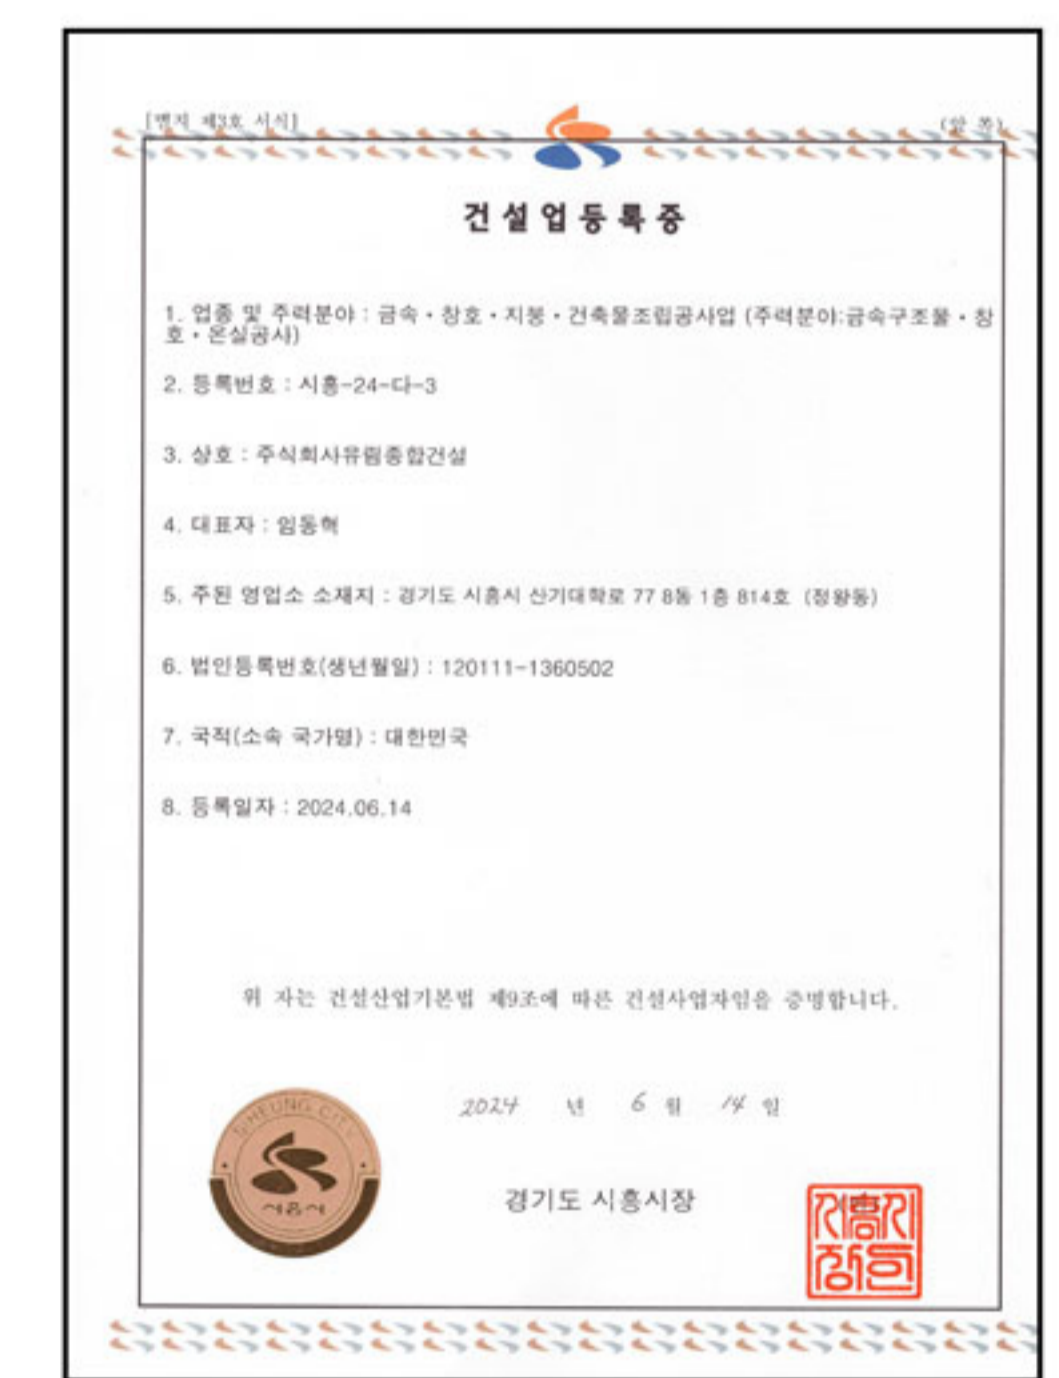 [별지 제3호 서식]
(앞 쪽)
건설업등록증
1. 업종 및 주력분야 : 금속・창호・지붕・건축물조립공사업 (주력분야:금속구조물・창
호・온실공사)
2. 등록번호 : 시흥-24-다-3
3. 상호 : 주식회사유림종합건설
4. 대표자 : 임동혁
5. 주된 영업소 소재지 : 경기도 시흥시 산기대학로 77 8동 1층 814호 (정왕동)
6. 법인등록번호(생년월일) : 120111-1360502
7. 국적(소속 국가명) : 대한민국
8. 등록일자 : 2024.06.14
위 자는 건설산업기본법 제9조에 따른 건설사업자임을 증명합니다.
2024 년 6 월 14 일
SIHEUNG CITY
시흥시
경기도 시흥시장
시흥시
장의인